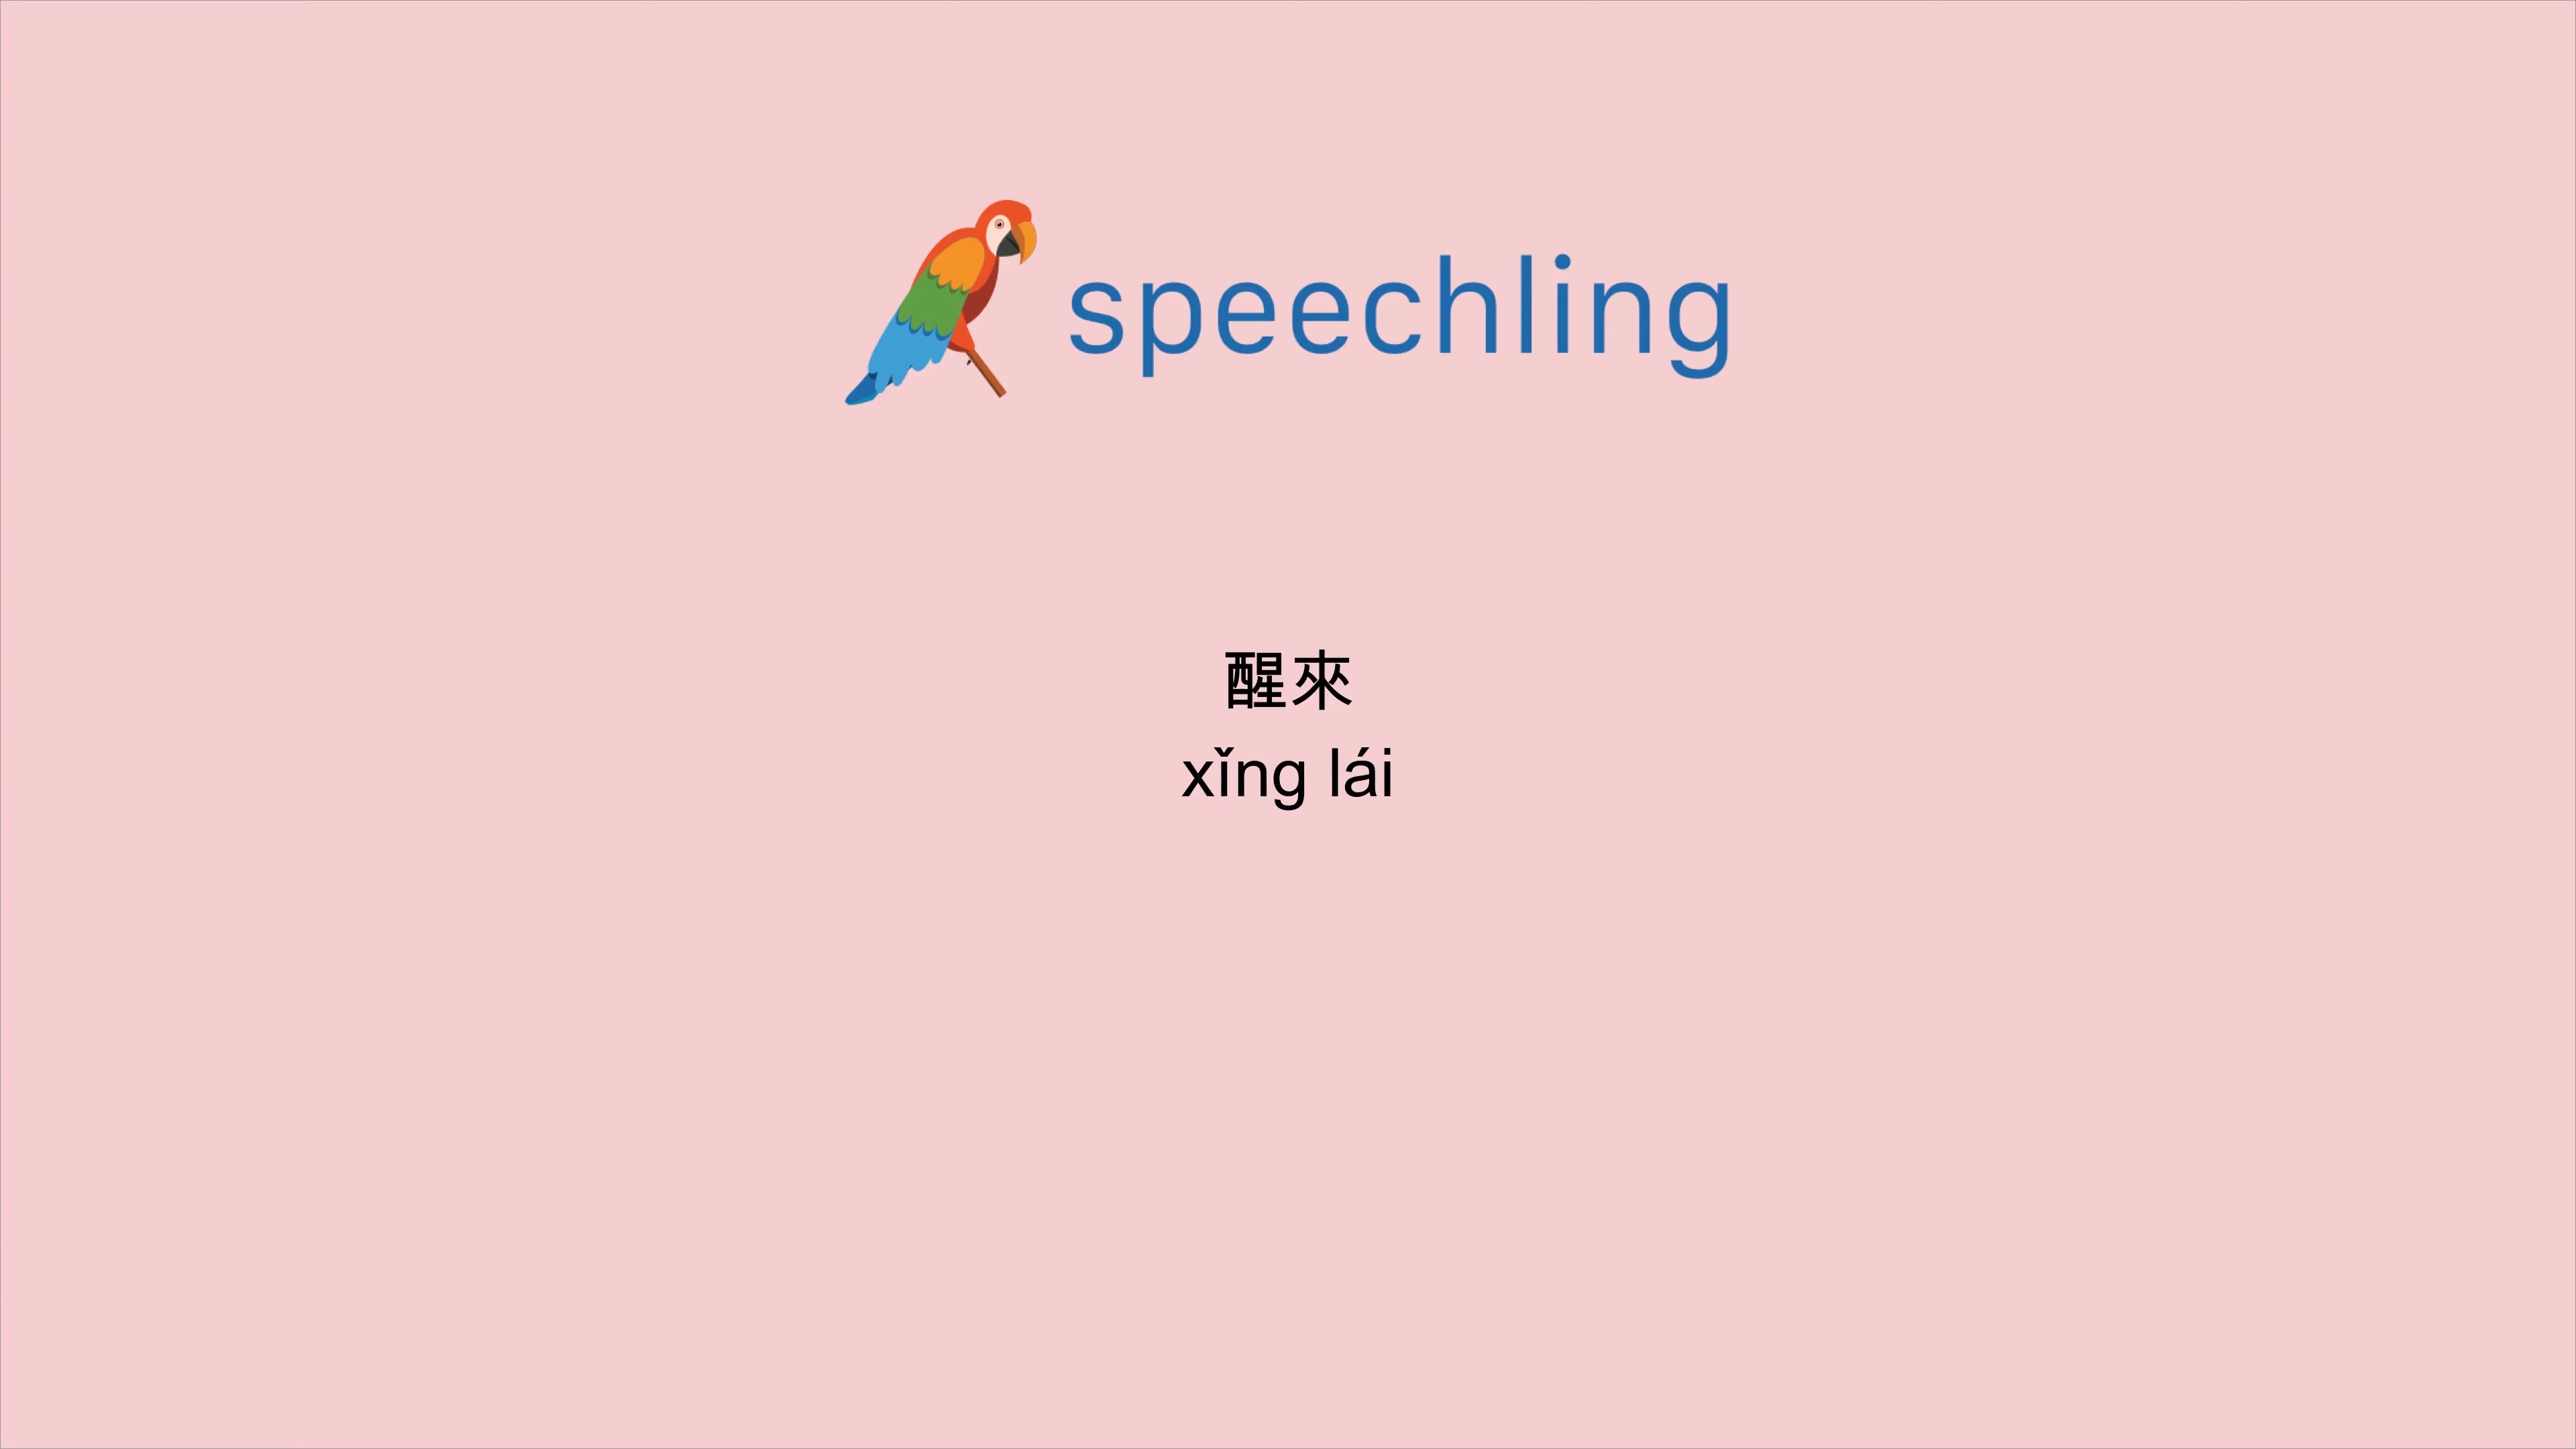 speechling
醒來
xǐng lái